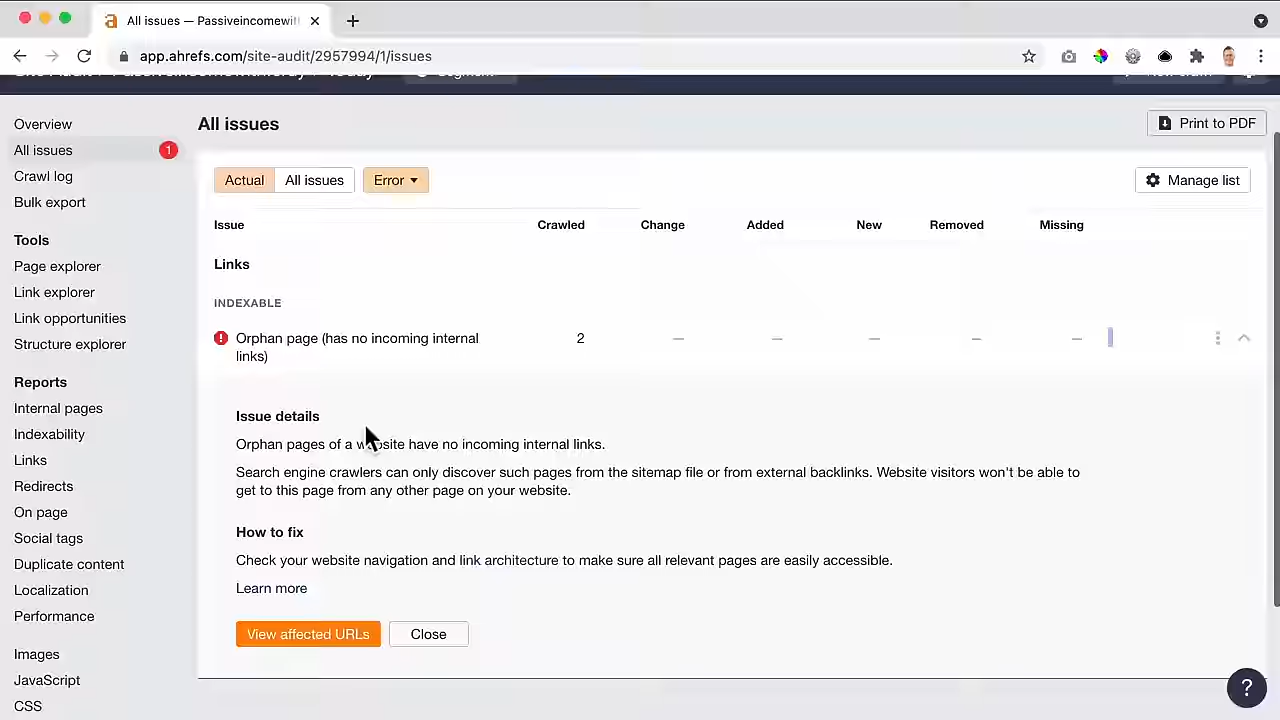 All issues — Passiveincomewit
app.ahrefs.com/site-audit/2957994/1/issues
Overview
All issues
1
Crawl log
Bulk export
Tools
Page explorer
Link explorer
Link opportunities
Structure explorer
Reports
Internal pages
Indexability
Links
Redirects
On page
Social tags
Duplicate content
Localization
Performance
Images
JavaScript
CSS
All issues
Print to PDF
Actual
All issues
Error
Manage list
Issue Crawled Change Added New Removed Missing
Links
INDEXABLE
Orphan page (has no incoming internal 2 — — — — —
links)
Issue details
Orphan pages of a website have no incoming internal links.
Search engine crawlers can only discover such pages from the sitemap file or from external backlinks. Website visitors won't be able to
get to this page from any other page on your website.
How to fix
Check your website navigation and link architecture to make sure all relevant pages are easily accessible.
Learn more
View affected URLs
Close
?